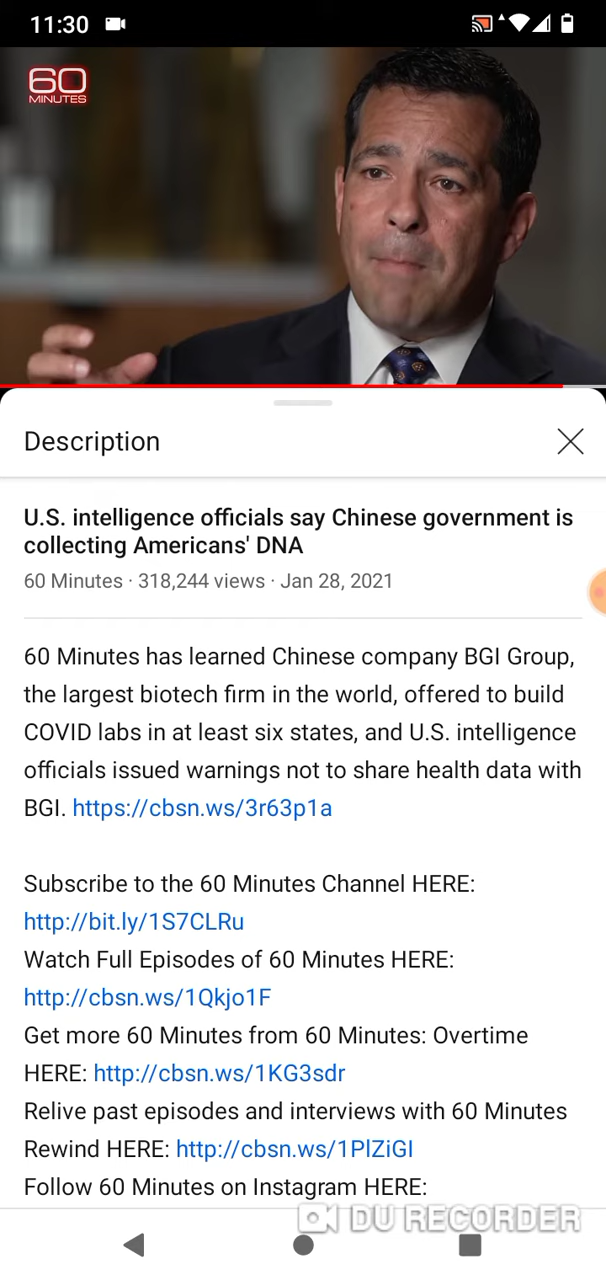 11:30
60
MINUTES
Description
U.S. intelligence officials say Chinese government is
collecting Americans' DNA
60 Minutes · 318,244 views · Jan 28, 2021
60 Minutes has learned Chinese company BGI Group,
the largest biotech firm in the world, offered to build
COVID labs in at least six states, and U.S. intelligence
officials issued warnings not to share health data with
BGI. https://cbsn.ws/3r63p1a
Subscribe to the 60 Minutes Channel HERE:
http://bit.ly/1S7CLRu
Watch Full Episodes of 60 Minutes HERE:
http://cbsn.ws/1Qkjo1F
Get more 60 Minutes from 60 Minutes: Overtime
HERE: http://cbsn.ws/1KG3sdr
Relive past episodes and interviews with 60 Minutes
Rewind HERE: http://cbsn.ws/1PlZiGI
Follow 60 Minutes on Instagram HERE:
DU RECORDER